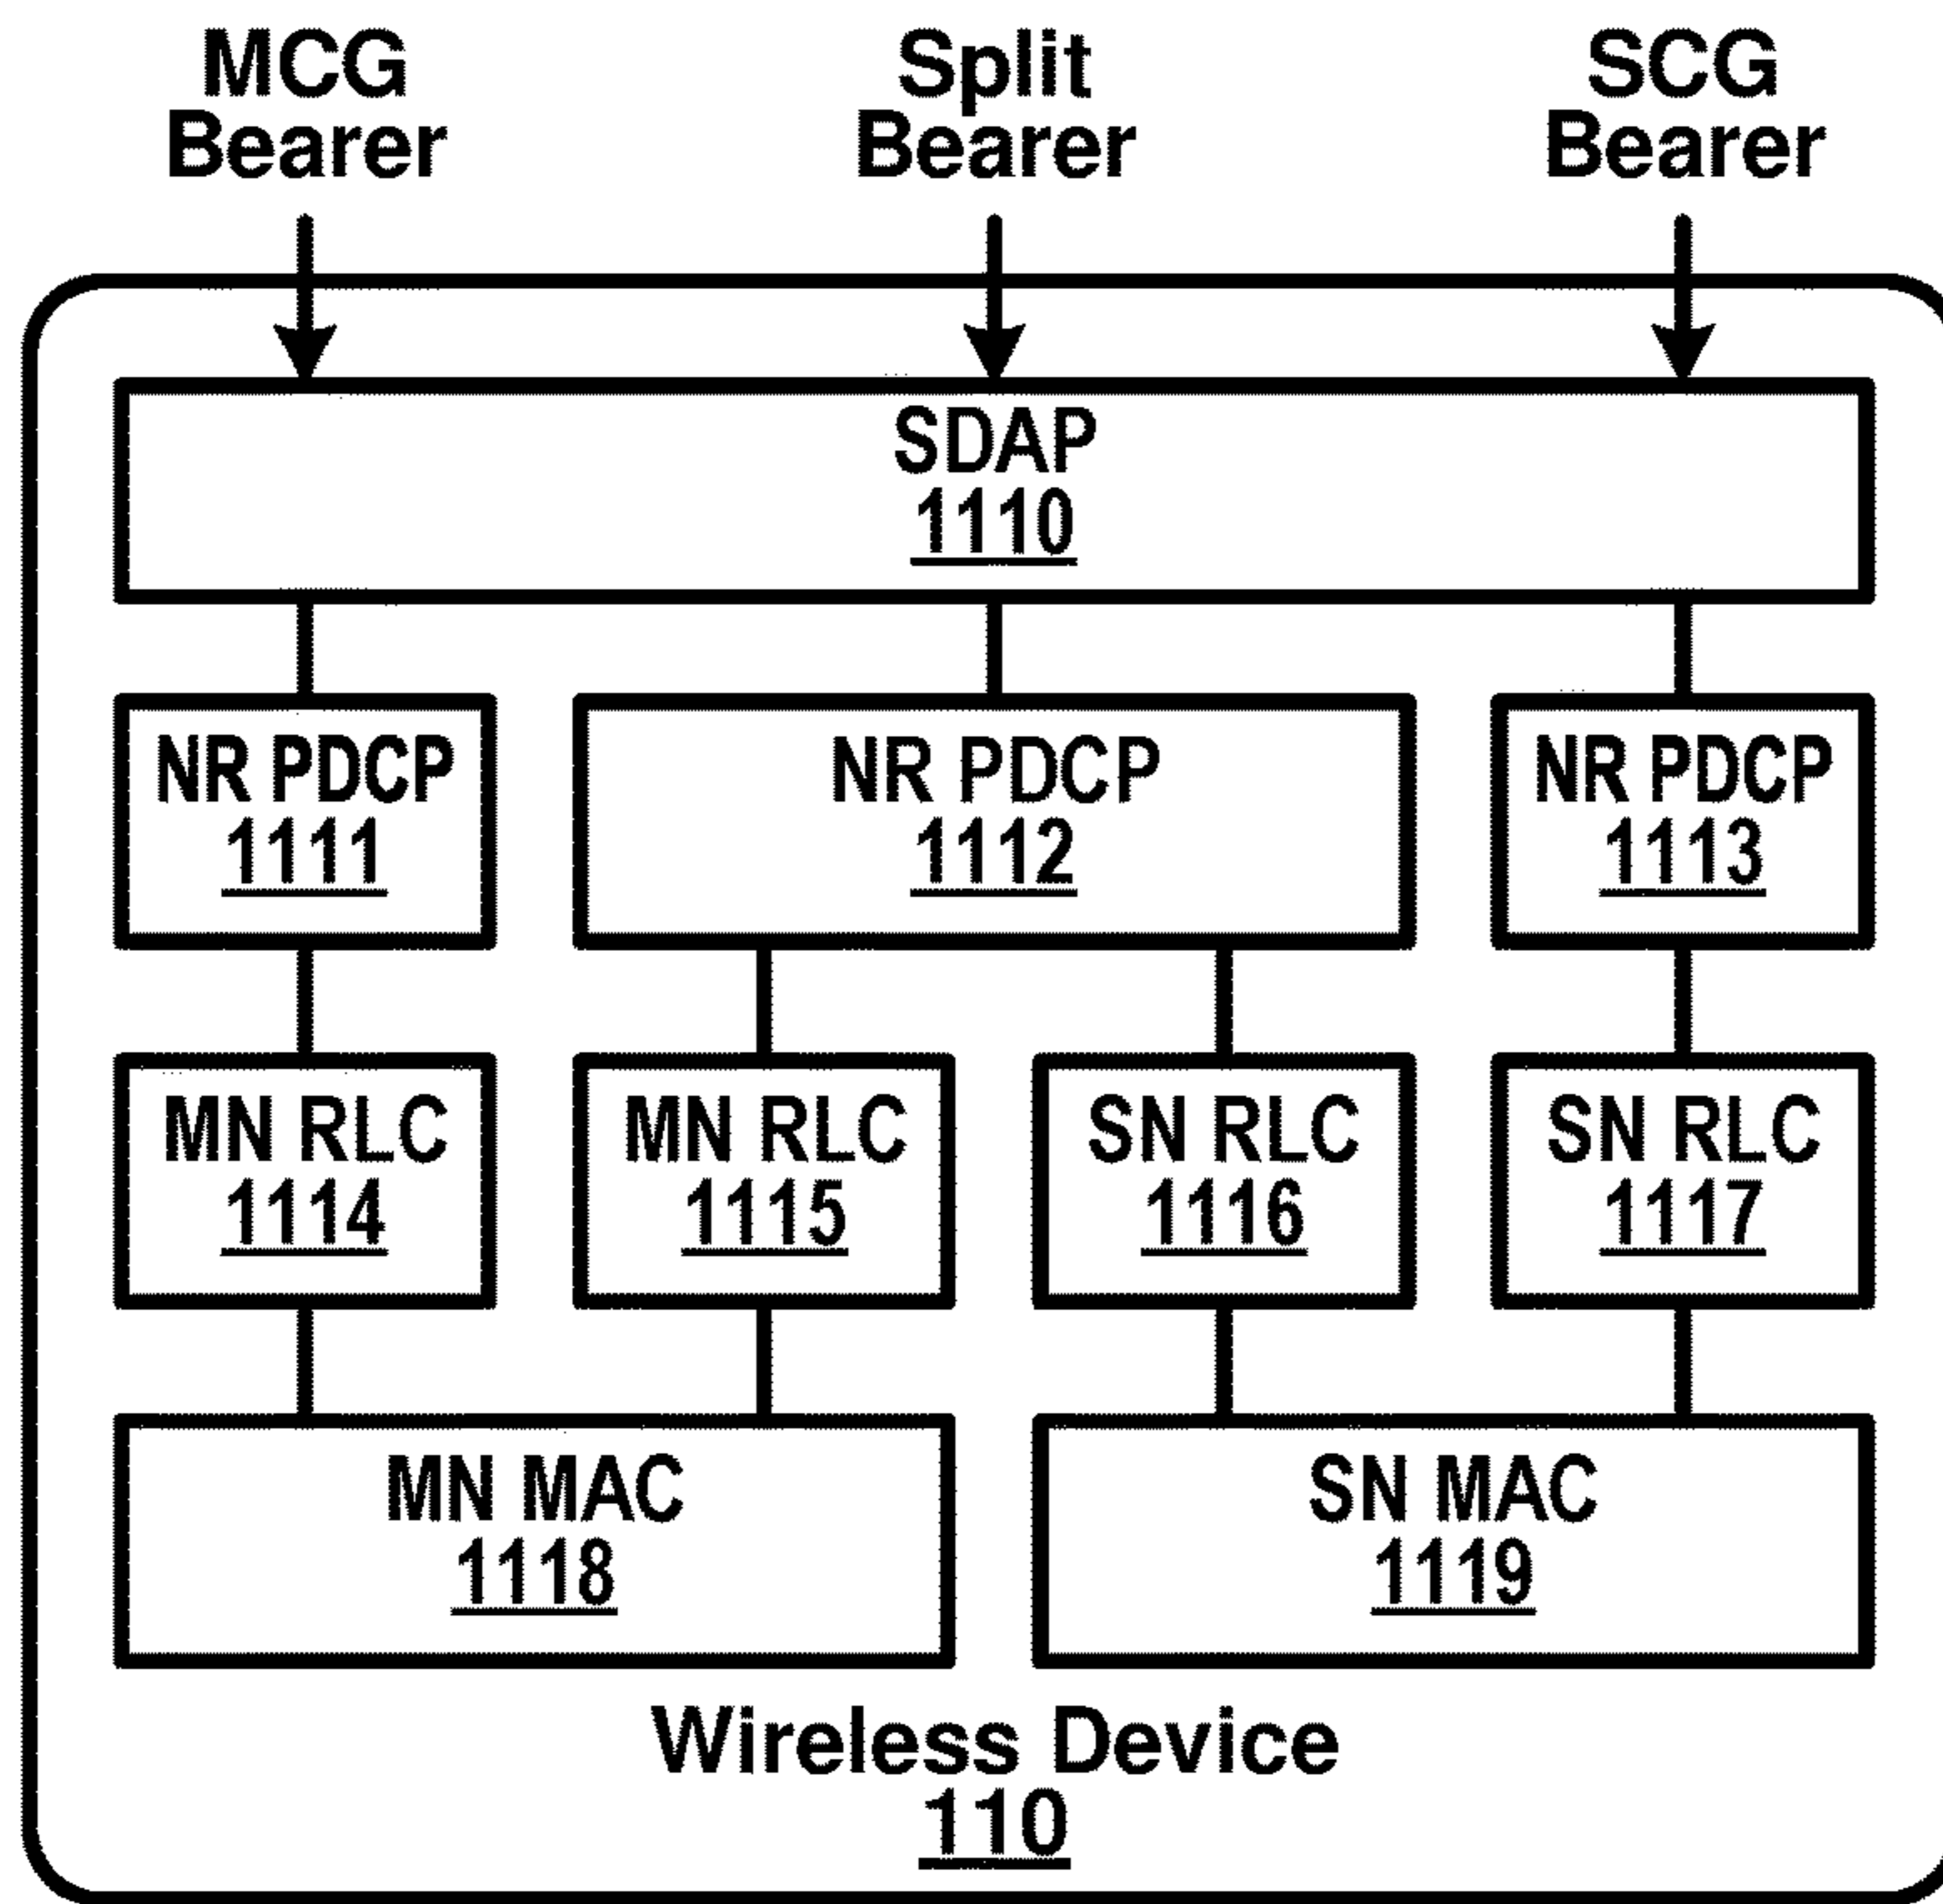 MCG Bearer
Split Bearer
SCG Bearer
SDAP
1110
NR PDCP
1111
NR PDCP
1112
NR PDCP
1113
MN RLC
1114
MN RLC
1115
SN RLC
1116
SN RLC
1117
MN MAC
1118
SN MAC
1119
Wireless Device
110